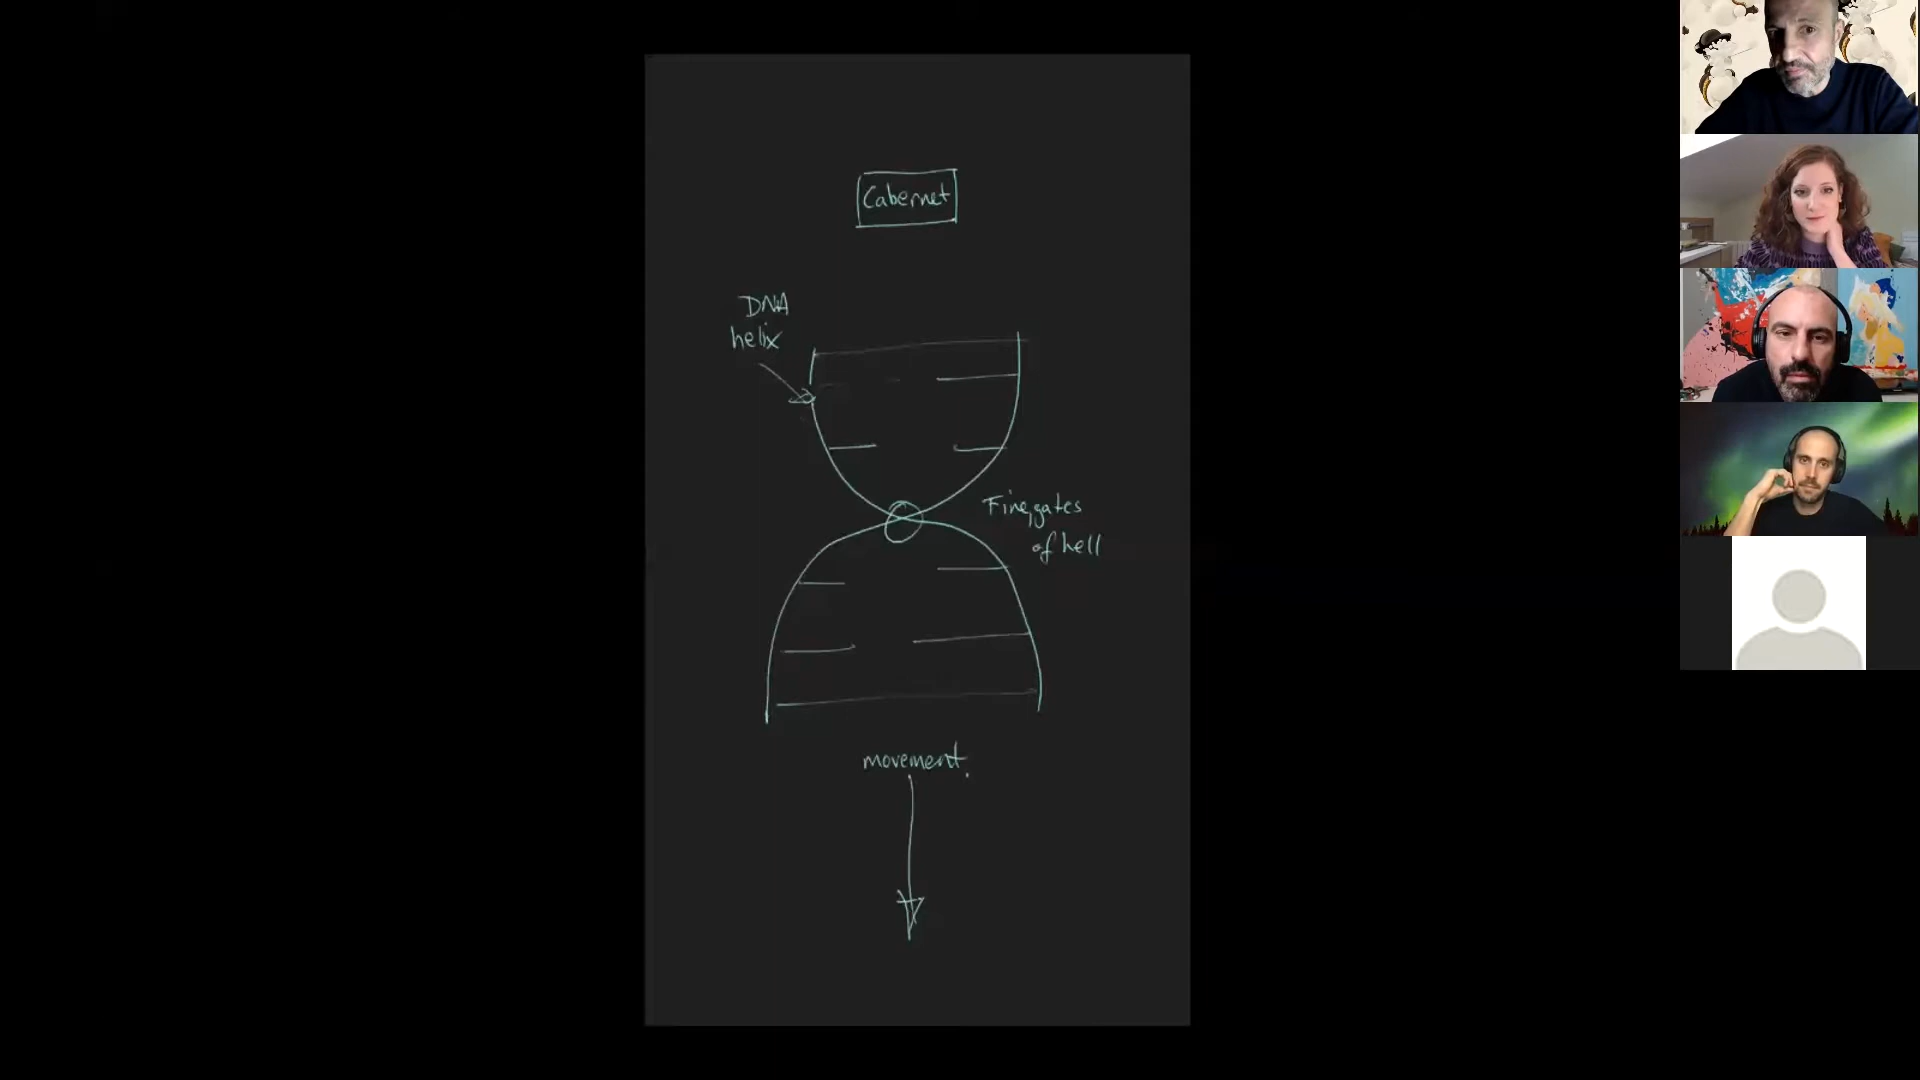 Cabernet
DNA
helix
Fire, gates
of hell
movement.